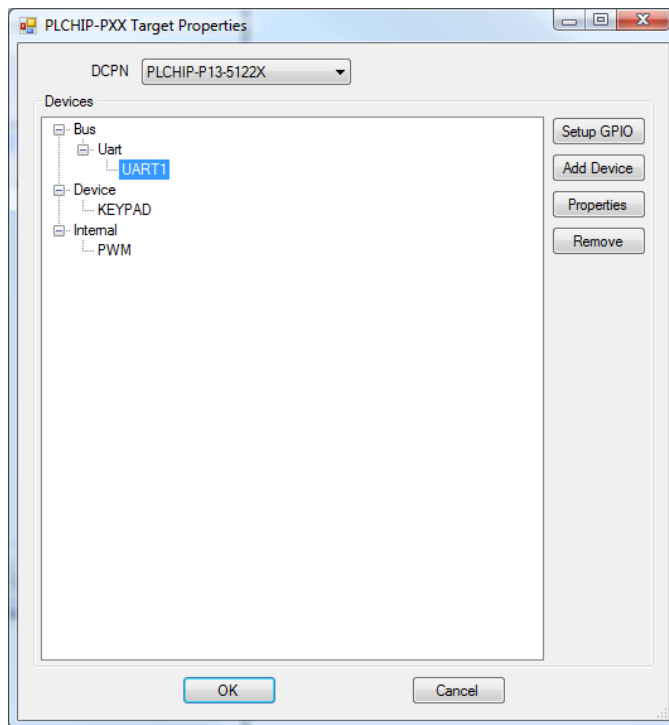 PLCHIP-PXX Target Properties
DCPN PLCHIP-P13-5122X
Devices
Bus
Uart
UART1
Device
KEYPAD
Internal
PWM
Setup GPIO
Add Device
Properties
Remove
OK
Cancel